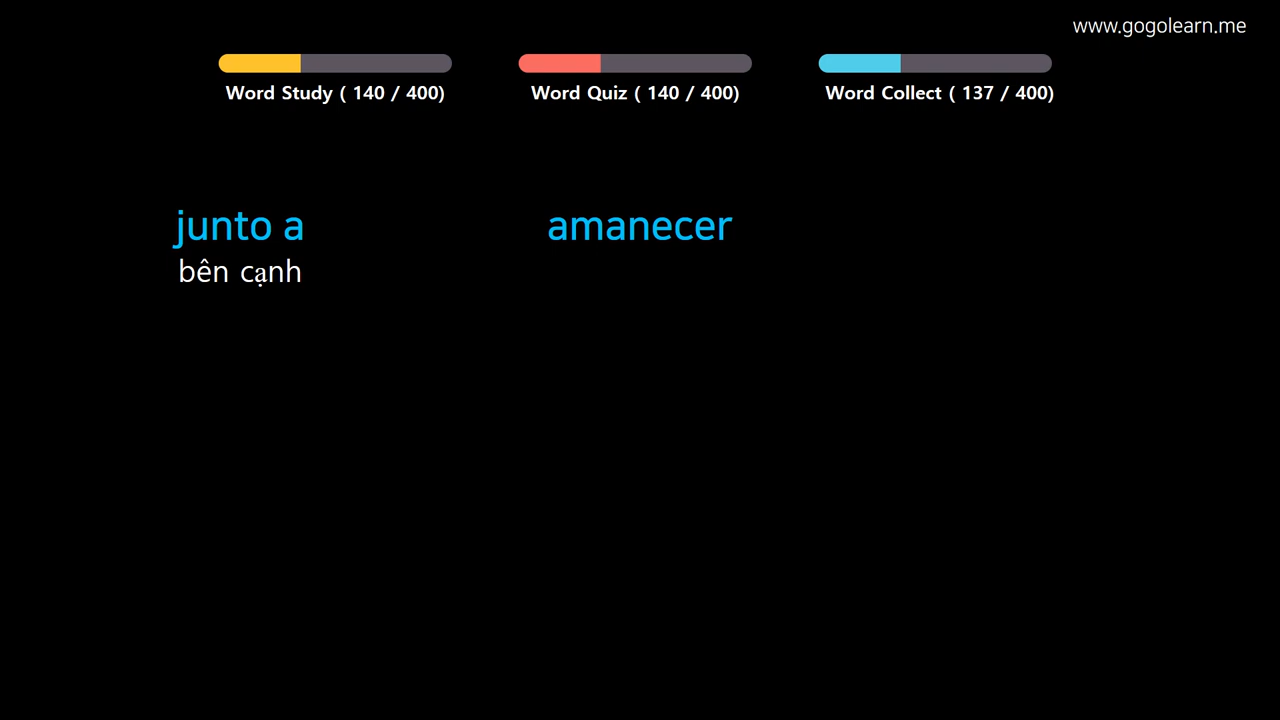 www.gogolearn.me
Word Study ( 140 / 400)
Word Quiz ( 140 / 400)
Word Collect ( 137 / 400)
junto a
amanecer
bên cạnh